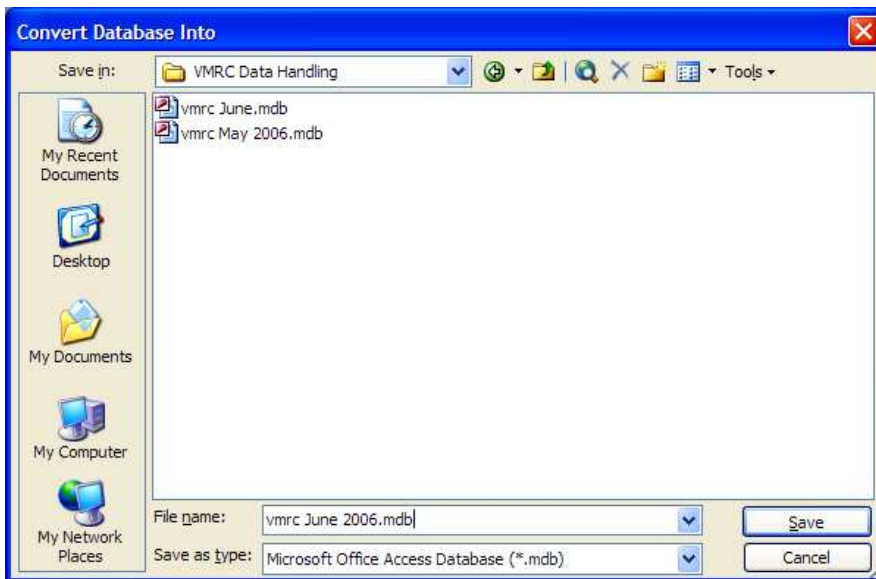 Convert Database Into
Save in:
VMRC Data Handling
Tools
My Recent
Documents
Desktop
My Documents
My Computer
My Network
Places
vmrc June.mdb
vmrc May 2006.mdb
File name:
vmrc June 2006.mdb
Save
Save as type:
Microsoft Office Access Database (*.mdb)
Cancel